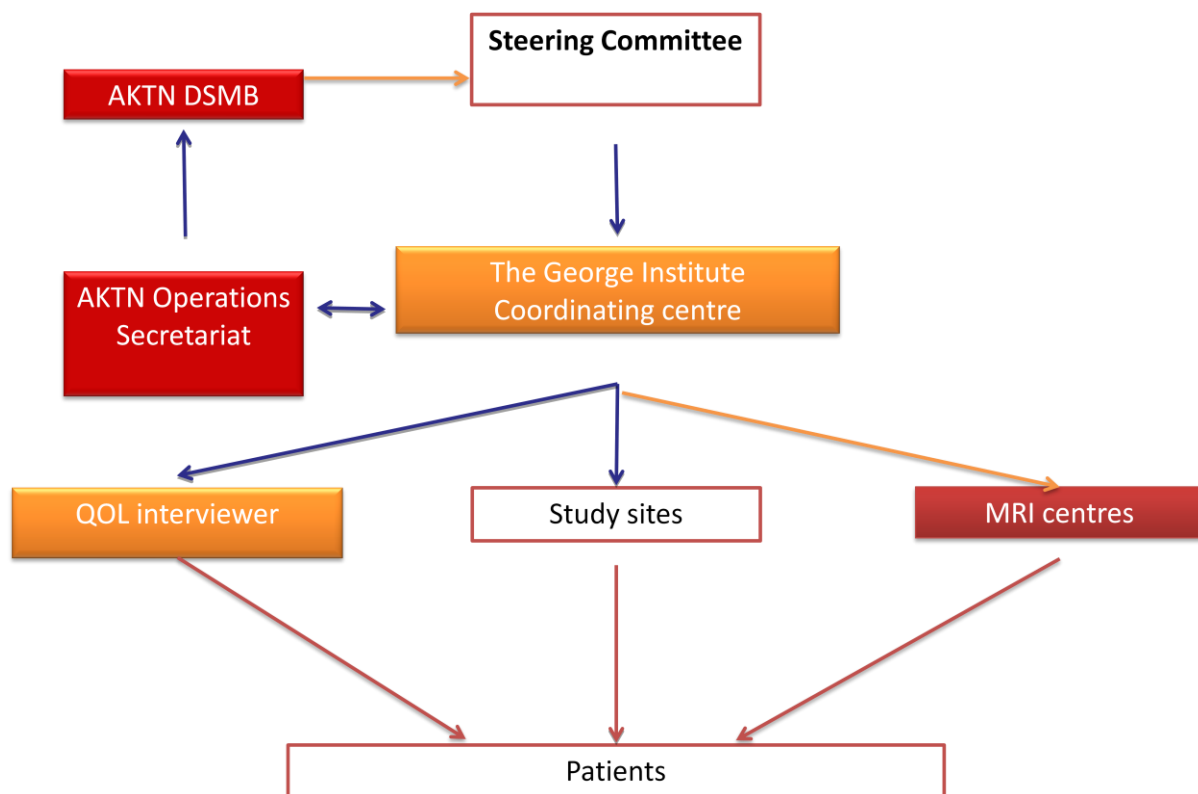 Steering Committee
AKTN DSMB
The George Institute
Coordinating centre
AKTN Operations
Secretariat
QOL interviewer
Study sites
MRI centres
Patients